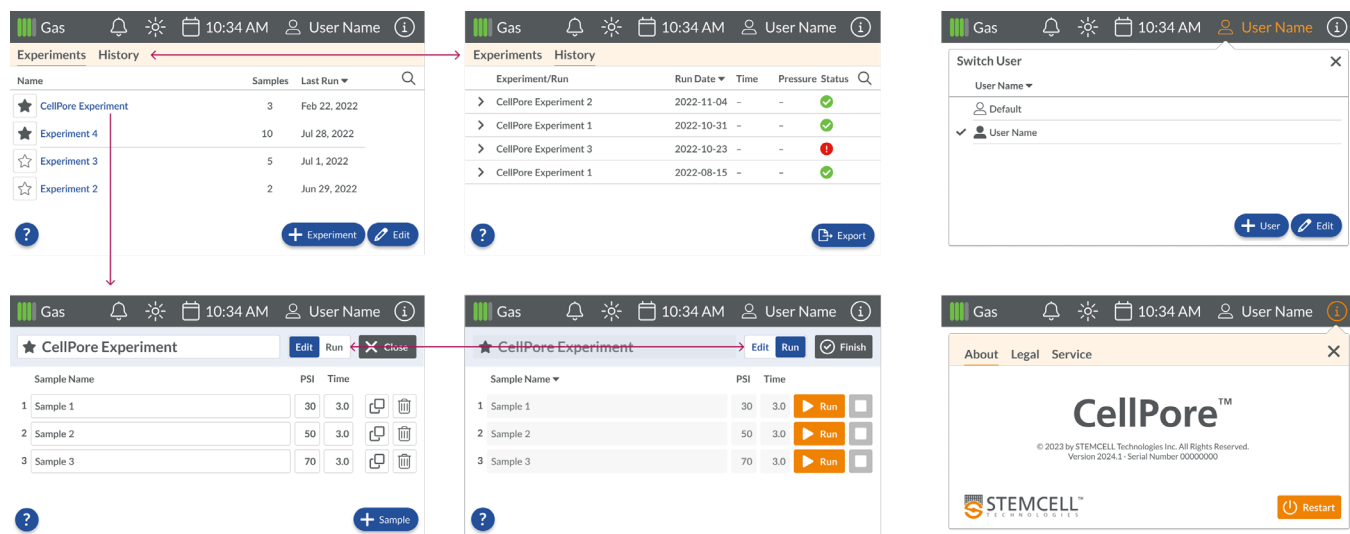 Gas 10:34 AM User Name
Experiments History
Name Samples Last Run
CellPore Experiment 3 Feb 22, 2022
Experiment 4 10 Jul 28, 2022
Experiment 3 5 Jul 1, 2022
Experiment 2 2 Jun 29, 2022
? + Experiment Edit
Gas 10:34 AM User Name
Experiments History
Experiment/Run Run Date Time Pressure Status
CellPore Experiment 2 2022-11-04 – –
CellPore Experiment 1 2022-10-31 – –
CellPore Experiment 3 2022-10-23 – – !
CellPore Experiment 1 2022-08-15 – –
? Export
Gas 10:34 AM User Name
Switch User
User Name
Default
User Name
+ User Edit
Gas 10:34 AM User Name
CellPore Experiment Edit Run Close
Sample Name PSI Time
1 Sample 1 30 3.0
2 Sample 2 50 3.0
3 Sample 3 70 3.0
? + Sample
Gas 10:34 AM User Name
CellPore Experiment Edit Run Finish
Sample Name PSI Time
1 Sample 1 30 3.0 Run
2 Sample 2 50 3.0 Run
3 Sample 3 70 3.0 Run
?
Gas 10:34 AM User Name
About Legal Service
CellPore™
© 2023 by STEMCELL Technologies Inc. All Rights Reserved.
Version 2024.1 - Serial Number 00000000
STEMCELL™
TECHNOLOGIES
Restart